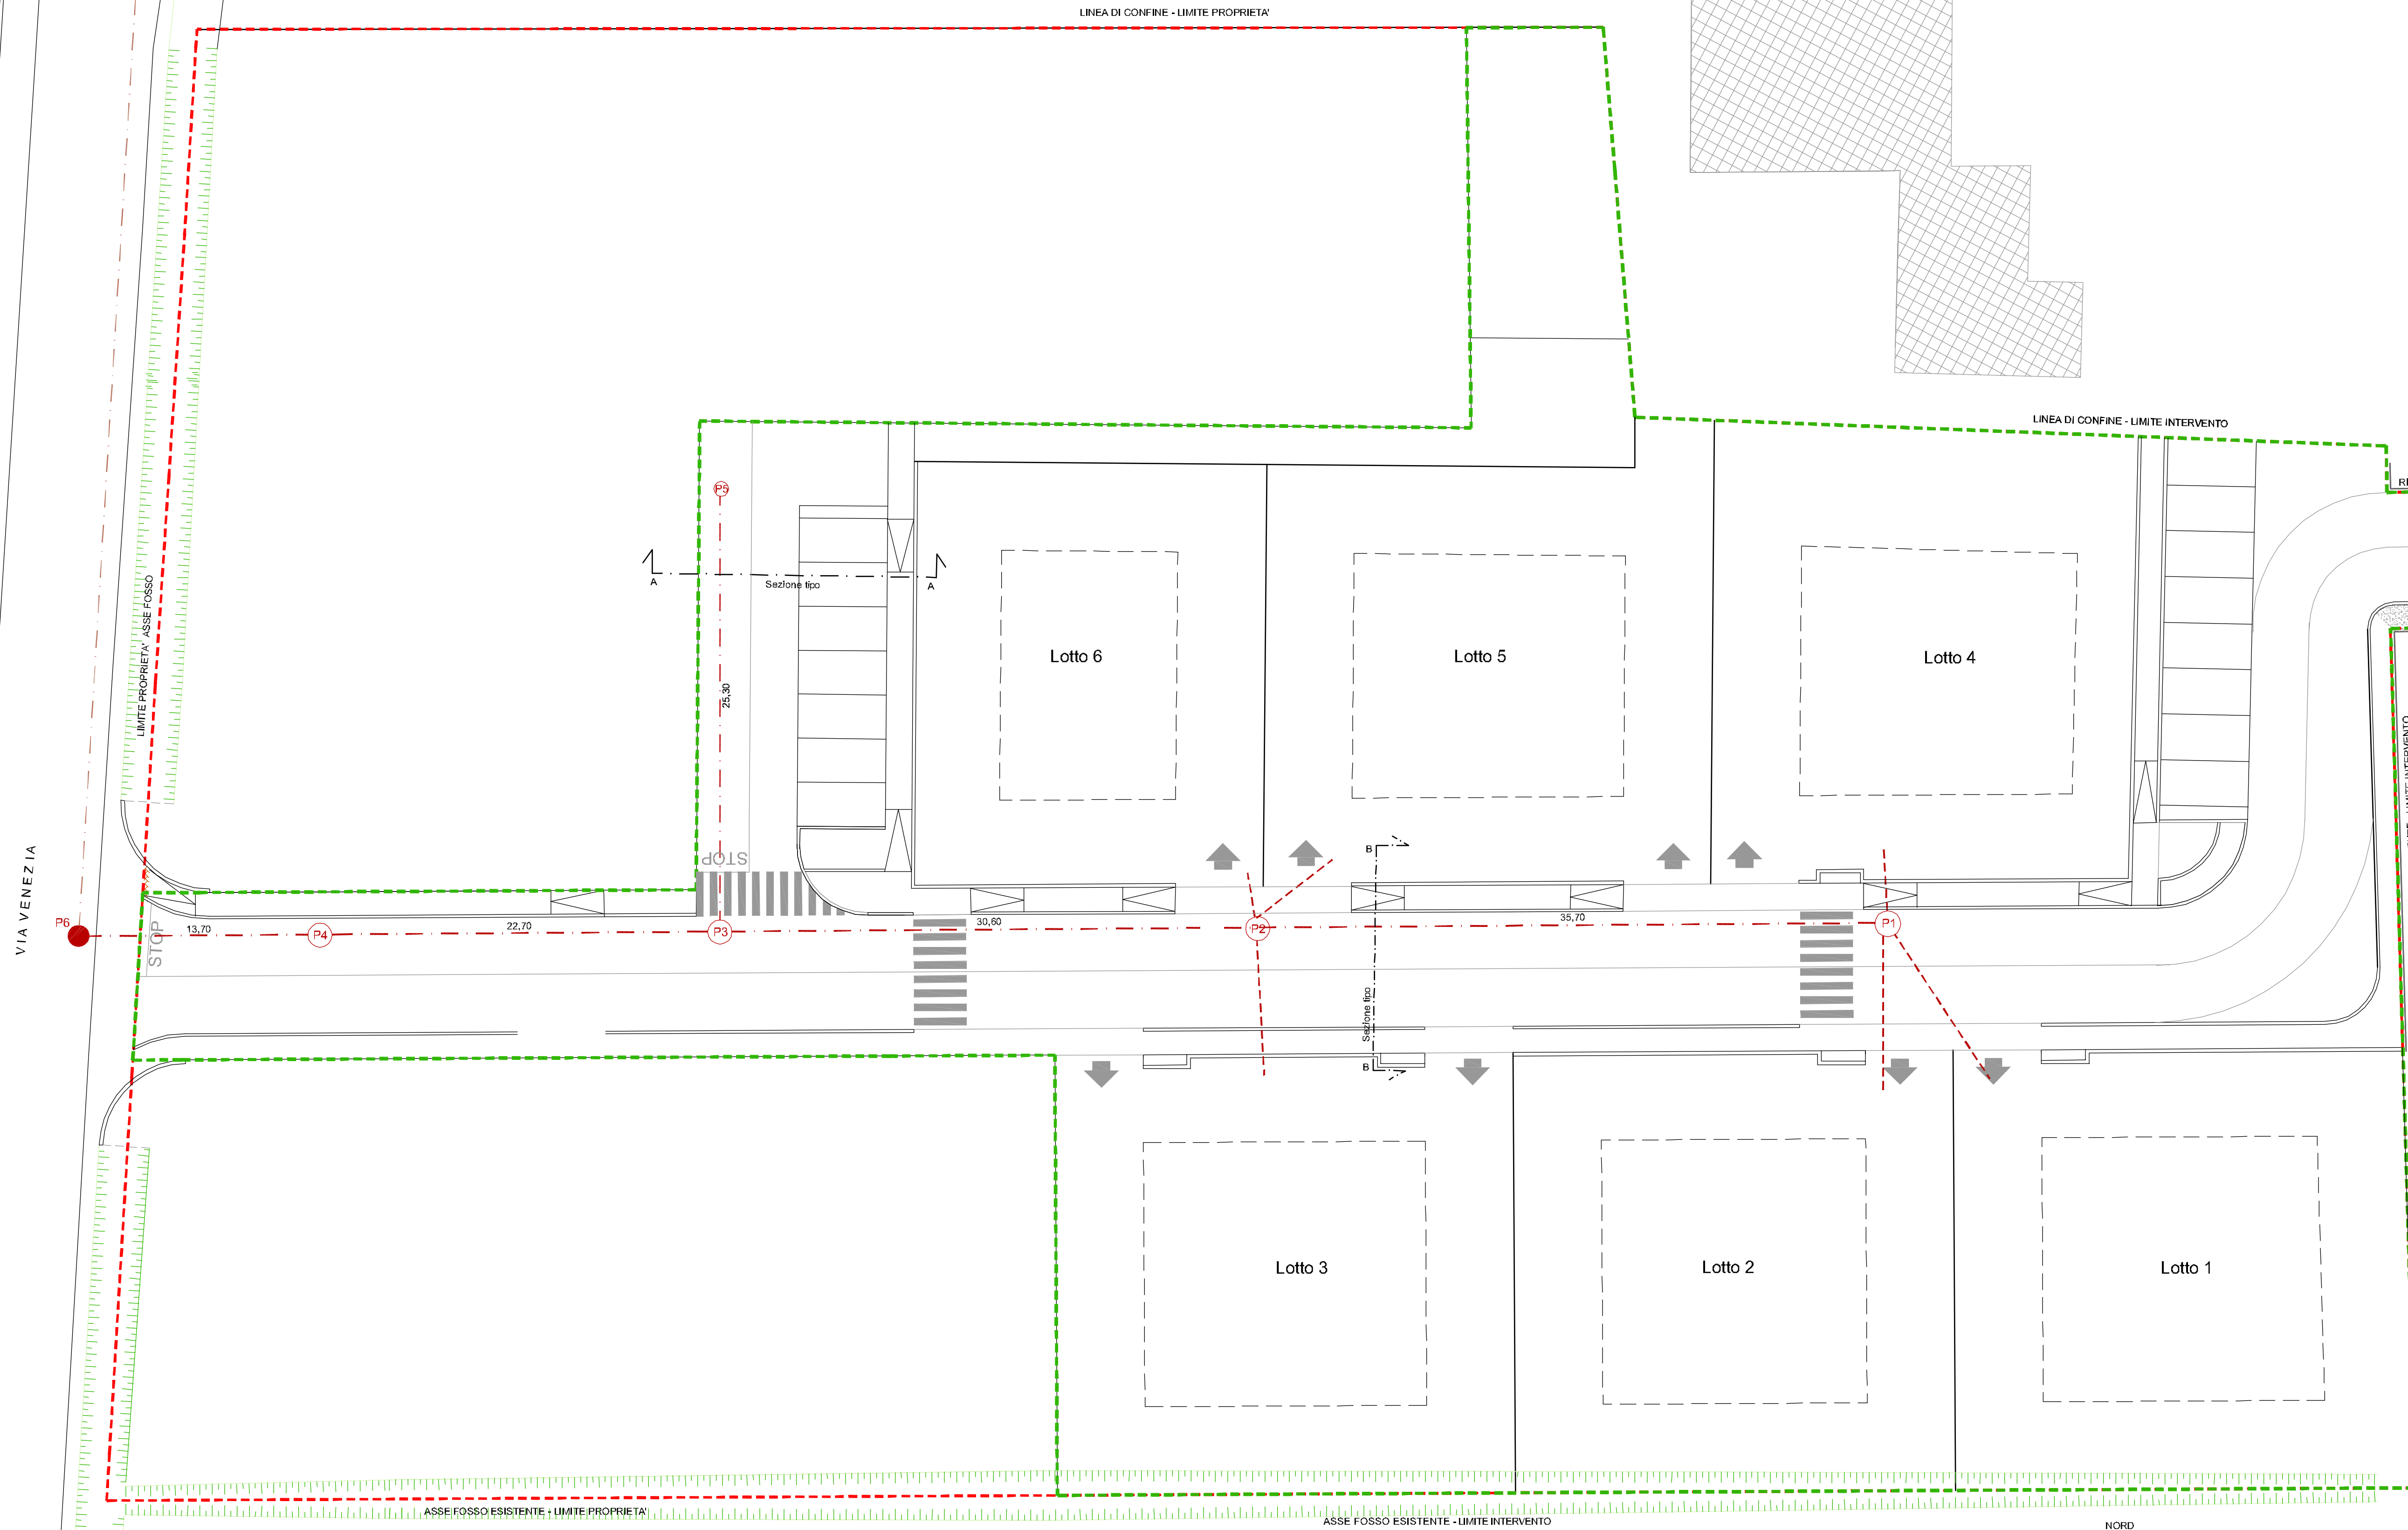 LINEA DI CONFINE - LIMITE PROPRIETA'
LINEA DI CONFINE - LIMITE INTERVENTO
P5
A
Sezione tipo
A
25,30
LIMITE PROPRIETA' ASSE FOSSO
Lotto 6
Lotto 5
Lotto 4
B
STOP
VIA VENEZIA
P6
STOP
13,70
P4
22,70
P3
30,60
P2
35,70
P1
Sezione tipo
B
Lotto 3
Lotto 2
Lotto 1
ASSE FOSSO ESISTENTE - LIMITE PROPRIETA'
ASSE FOSSO ESISTENTE - LIMITE INTERVENTO
NORD